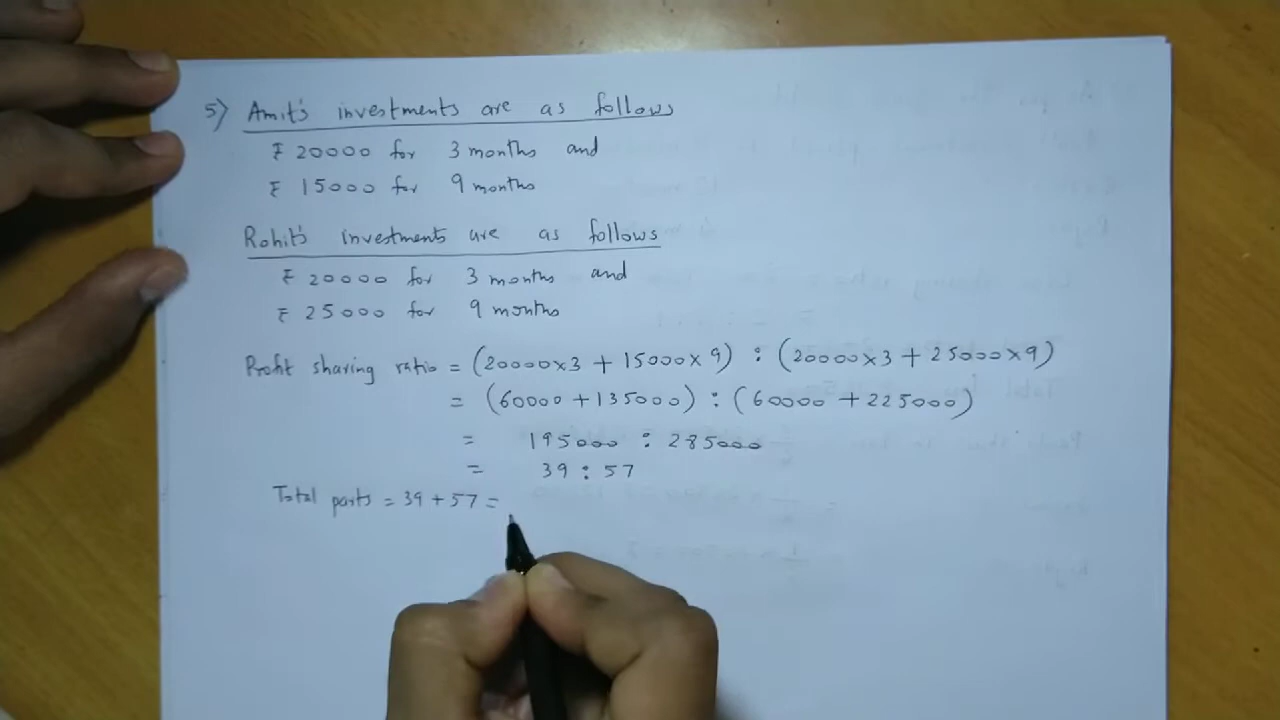 5) Amit's investments are as follows
₹ 20000 for 3 months and
₹ 15000 for 9 months
Rohit's investments are as follows
₹ 20000 for 3 months and
₹ 25000 for 9 months
Profit sharing ratio = (20000x3 + 15000x9) : (20000x3 + 25000x9)
= (60000 + 135000) : (60000 + 225000)
= 195000 : 285000
= 39 : 57
Total parts = 39 + 57 =